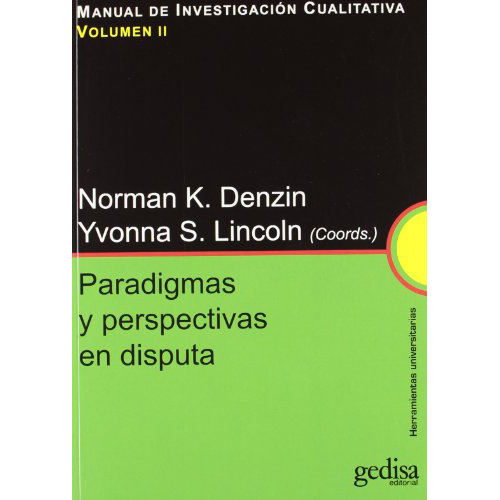 MANUAL DE INVESTIGACIÓN CUALITATIVA
VOLUMEN II
Norman K. Denzin
Yvonna S. Lincoln (Coords.)
Paradigmas
y perspectivas
en disputa
Herramientas universitarias
gedisa
editorial